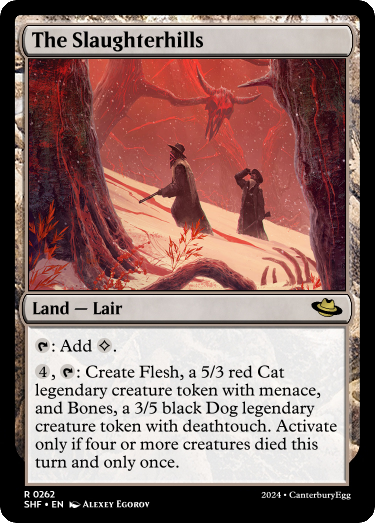 The Slaughterhills
Land — Lair
: Add .
4, : Create Flesh, a 5/3 red Cat
legendary creature token with menace,
and Bones, a 3/5 black Dog legendary
creature token with deathtouch. Activate
only if four or more creatures died this
turn and only once.
R 0262
SHF • EN Alexey Egorov
2024 • CanterburyEgg